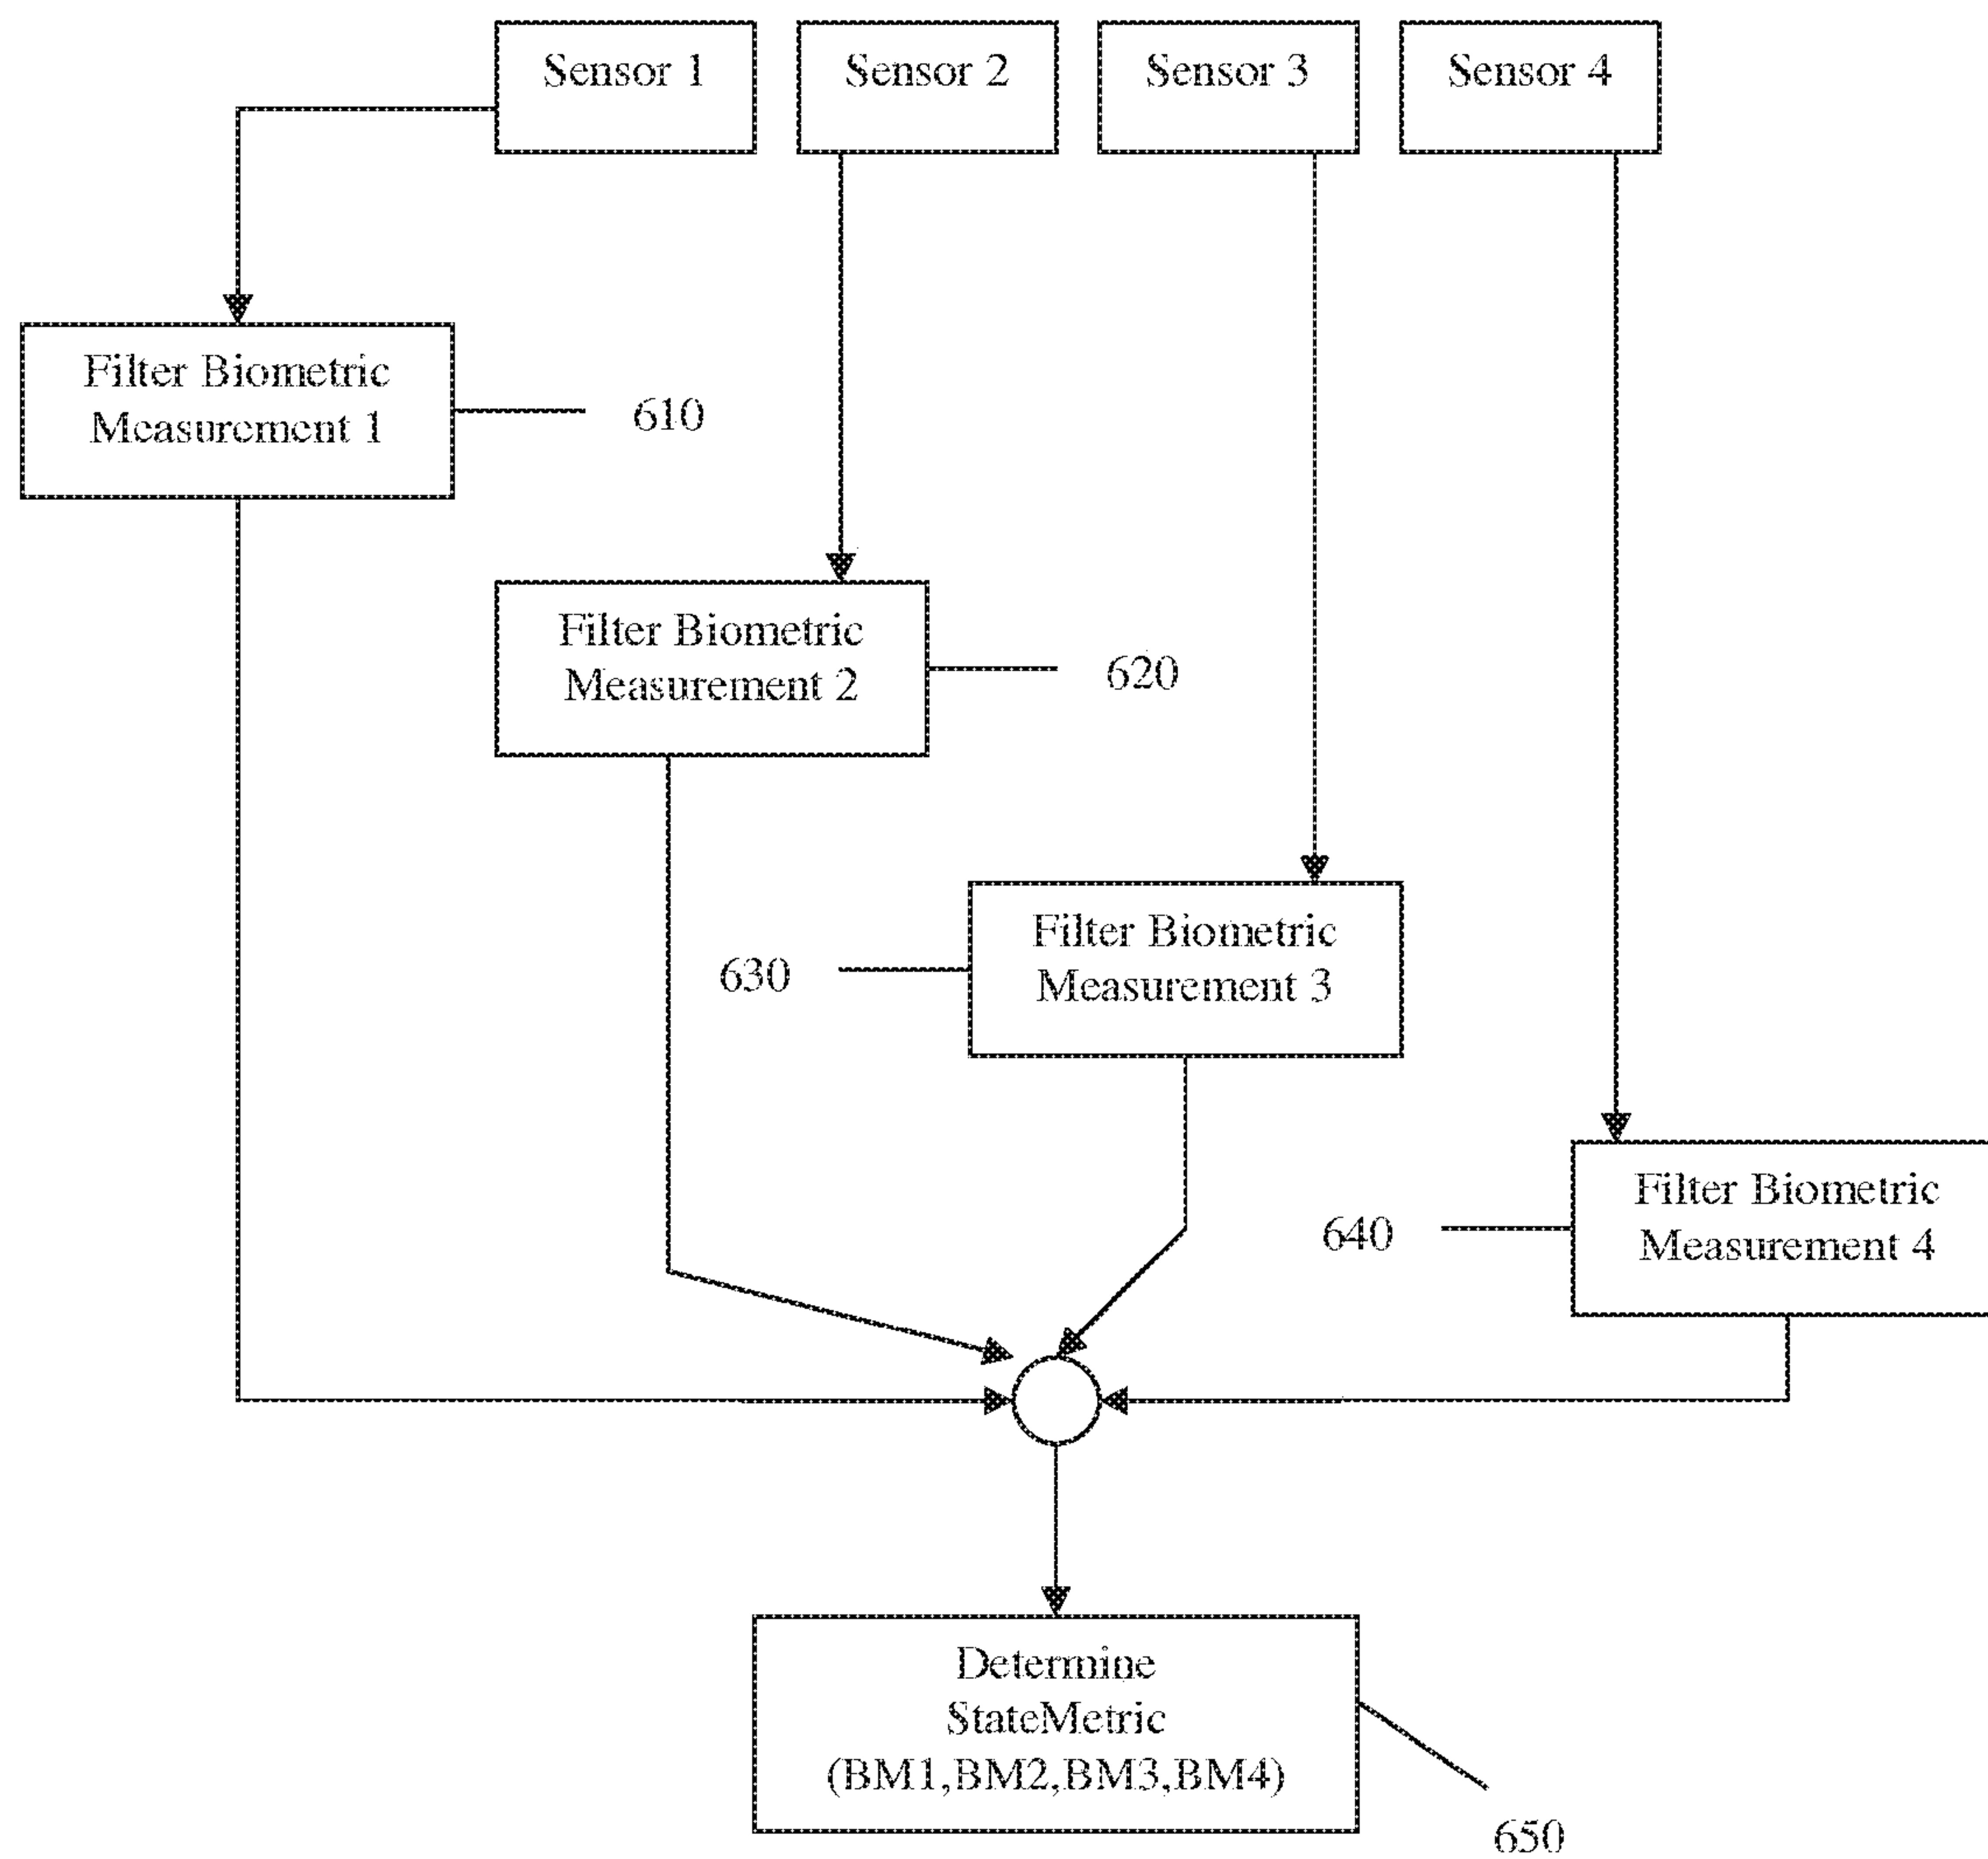 Sensor 1
Sensor 2
Sensor 3
Sensor 4
Filter Biometric
Measurement 1
610
Filter Biometric
Measurement 2
620
Filter Biometric
Measurement 3
630
Filter Biometric
Measurement 4
640
Determine
StateMetric
(BM1,BM2,BM3,BM4)
650